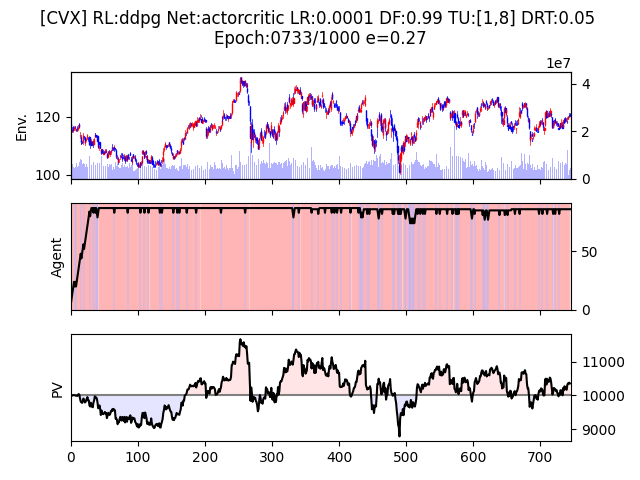 [CVX] RL:ddpg Net:actorcritic LR:0.0001 DF:0.99 TU:[1,8] DRT:0.05
Epoch:0733/1000 e=0.27
1e7
Env.
120
100
4
2
0
Agent
50
0
PV
11000
10000
9000
0 100 200 300 400 500 600 700